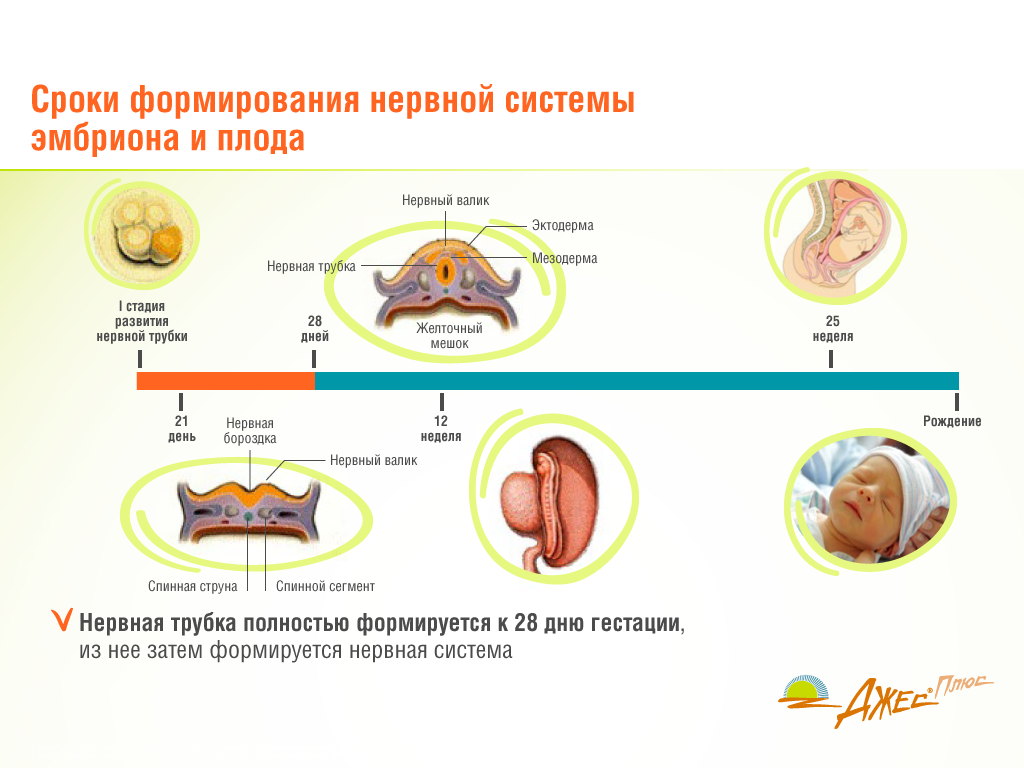 Сроки формирования нервной системы
эмбриона и плода
Нервный валик
Эктодерма
Мезодерма
Нервная трубка
Желточный
мешок
I стадия
развития
нервной трубки
28
дней
25
неделя
21
день
Нервная
бороздка
Нервный валик
12
неделя
Рождение
Спинная струна
Спинной сегмент
V Нервная трубка полностью формируется к 28 дню гестации,
из нее затем формируется нервная система
Джес® Плюс